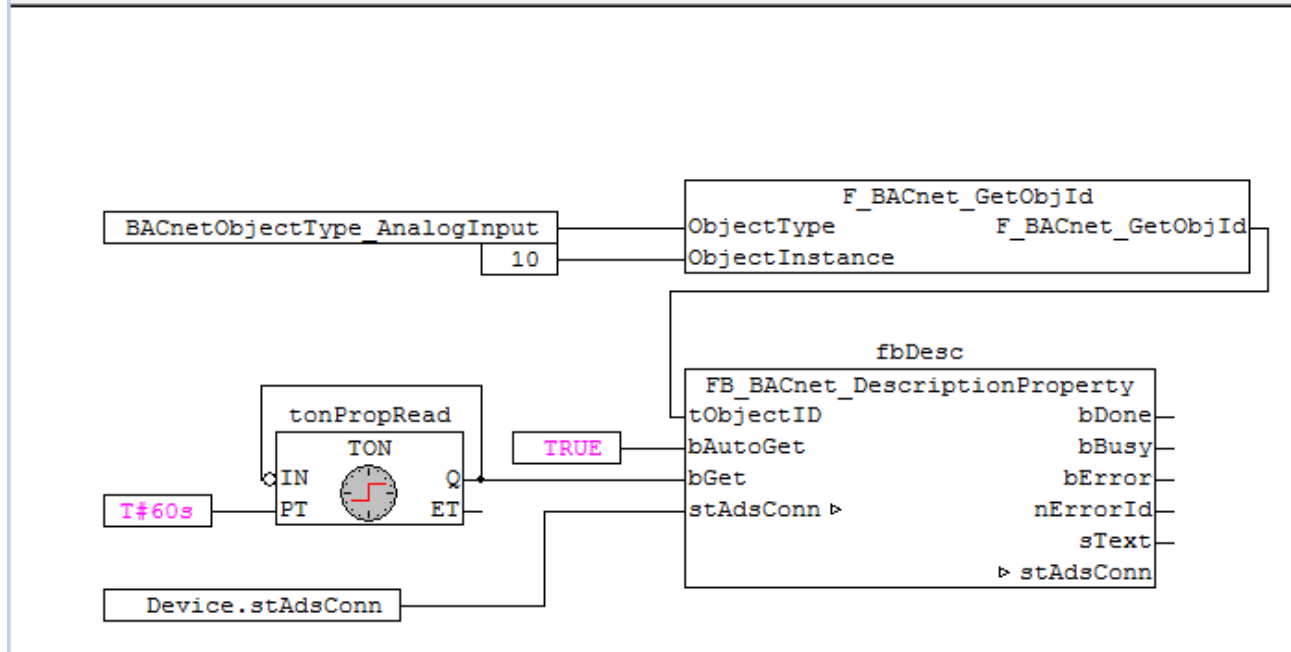 F_BACnet_GetObjId
BACnetObjectType_AnalogInput
ObjectType
F_BACnet_GetObjId
10
ObjectInstance
fbDesc
FB_BACnet_DescriptionProperty
tonPropRead
tObjectID
bDone
TON
TRUE
bAutoGet
bBusy
IN
Q
bGet
bError
T#60s
PT
ET
stAdsConn
nErrorId
sText
stAdsConn
Device.stAdsConn